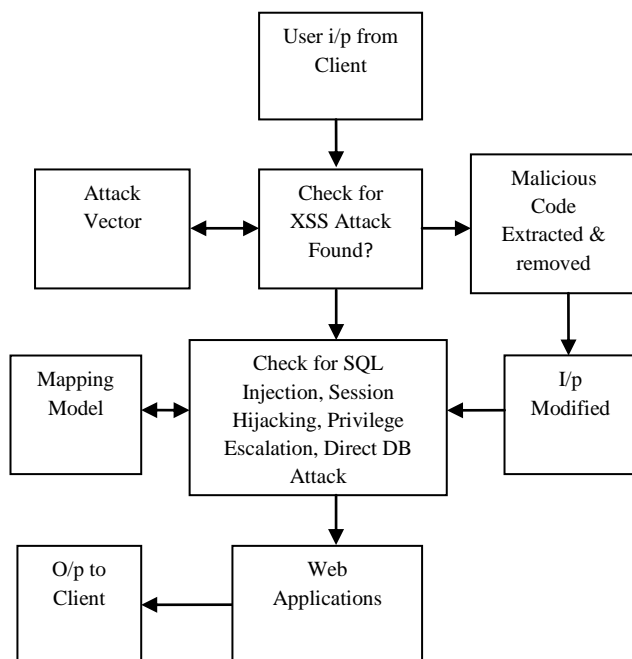 User i/p from
Client
Attack
Vector
Check for
XSS Attack
Found?
Malicious
Code
Extracted &
removed
Mapping
Model
Check for SQL
Injection, Session
Hijacking, Privilege
Escalation, Direct DB
Attack
I/p
Modified
O/p to
Client
Web
Applications